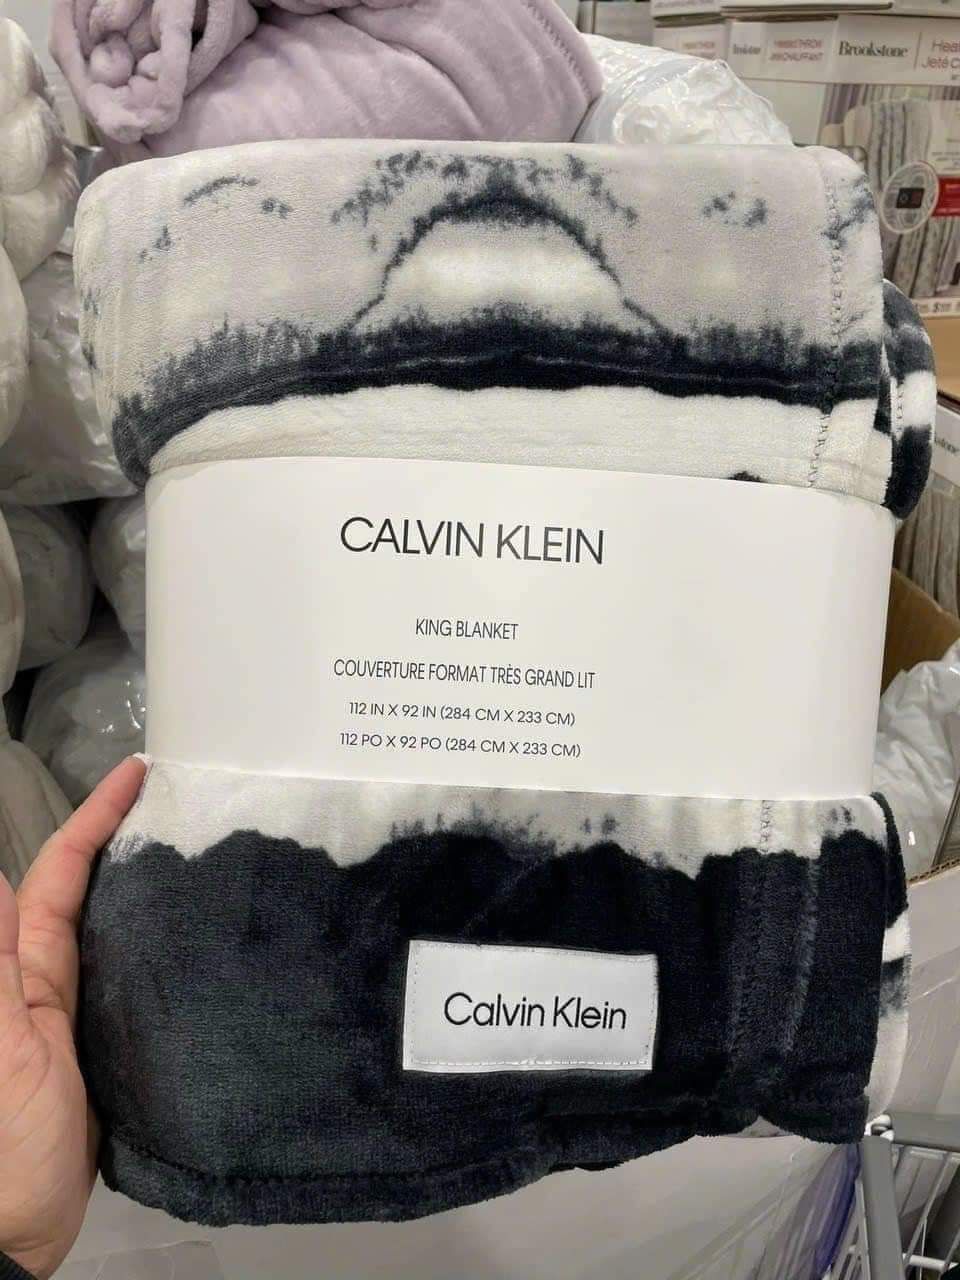 Brookstone
CALVIN KLEIN
KING BLANKET
COUVERTURE FORMAT TRÈS GRAND LIT
112 IN X 92 IN (284 CM X 233 CM)
112 PO X 92 PO (284 CM X 233 CM)
Calvin Klein